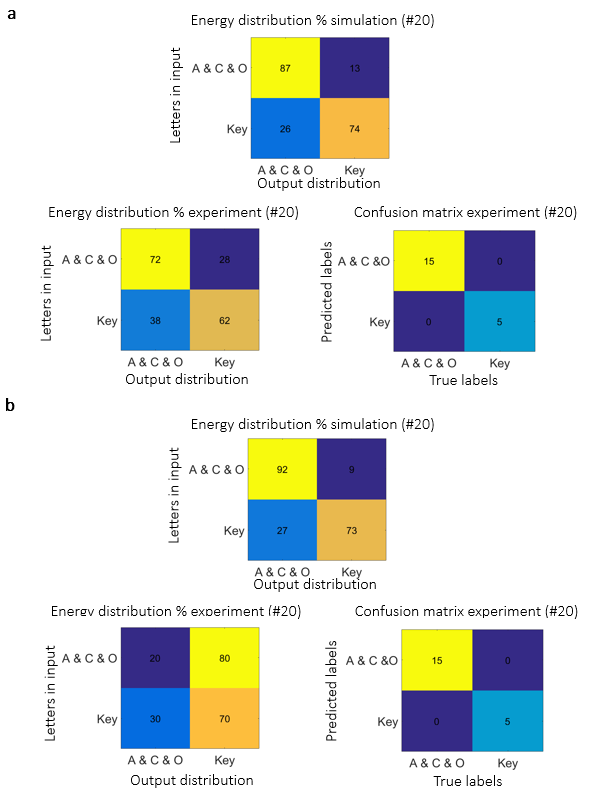 a
Energy distribution % simulation (#20)
Letters in input
A & C & O
87
13
Key
26
74
A & C & O
Key
Output distribution
Energy distribution % experiment (#20)
Letters in input
A & C & O
72
28
Key
38
62
A & C & O
Key
Output distribution
Confusion matrix experiment (#20)
Predicted labels
A & C &O
15
0
Key
0
5
A & C & O
Key
True labels
b
Energy distribution % simulation (#20)
Letters in input
A & C & O
92
9
Key
27
73
A & C & O
Key
Output distribution
Energy distribution % experiment (#20)
Letters in input
A & C & O
20
80
Key
30
70
A & C & O
Key
Output distribution
Confusion matrix experiment (#20)
Predicted labels
A & C &O
15
0
Key
0
5
A & C & O
Key
True labels